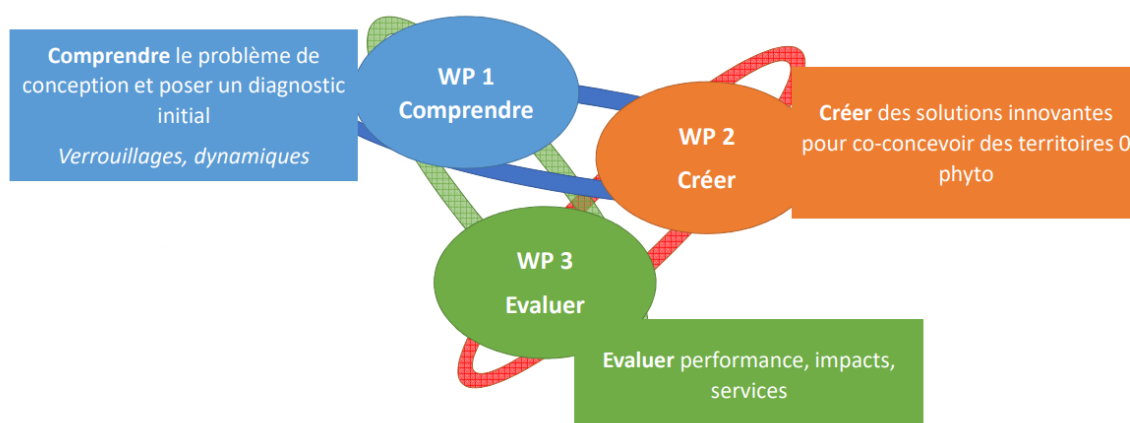 Comprendre le problème de
conception et poser un diagnostic
initial
Verrouillages, dynamiques
WP 1
Comprendre
WP 2
Créer
Créer des solutions innovantes
pour co-concevoir des territoires 0
phyto
WP 3
Evaluer
Evaluer performance, impacts,
services